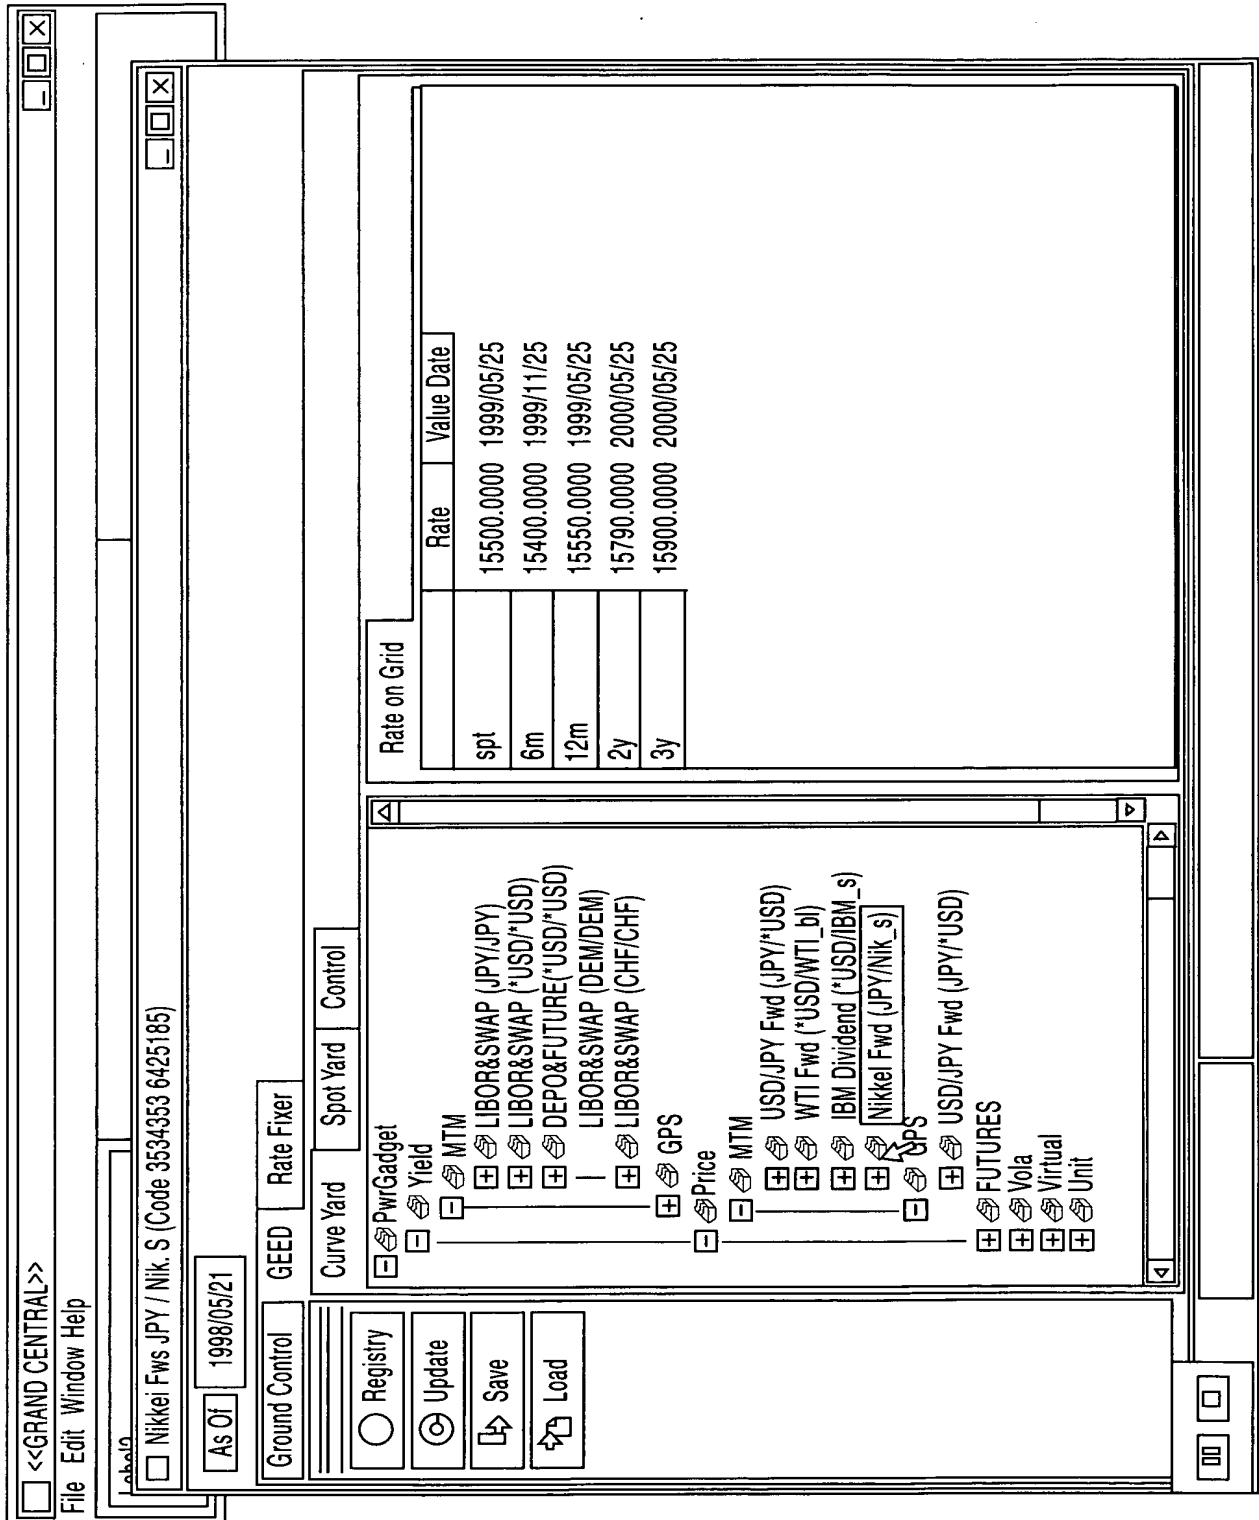 <<GRAND CENTRAL>>
File Edit Window Help
Nikkei Fws JPY / Nik. S (Code 3534353 6425185)
As Of 1998/05/21
Ground Control GEED Rate Fixer
Registry
Update
Save
Load
Curve Yard Spot Yard Control
PwrGadget
Yield
MTM
LIBOR&SWAP (JPY/JPY)
LIBOR&SWAP (*USD/*USD)
DEPO&FUTURE(*USD/*USD)
LIBOR&SWAP (DEM/DEM)
LIBOR&SWAP (CHF/CHF)
GPS
Price
MTM
USD/JPY Fwd (JPY/*USD)
WTI Fwd (*USD/WTI_bl)
IBM Dividend (*USD/IBM_s)
Nikkel Fwd (JPY/Nik_s)
GPS
USD/JPY Fwd (JPY/*USD)
FUTURES
Vola
Virtual
Unit
Rate on Grid
Rate Value Date
spt 15500.0000 1999/05/25
6m 15400.0000 1999/11/25
12m 15550.0000 1999/05/25
2y 15790.0000 2000/05/25
3y 15900.0000 2000/05/25